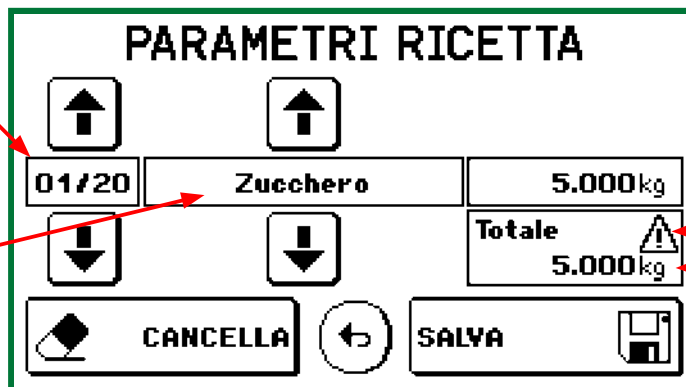 PARAMETRI RICETTA
01/20 Zucchero 5.000kg
Totale
5.000kg
CANCELLA SALVA